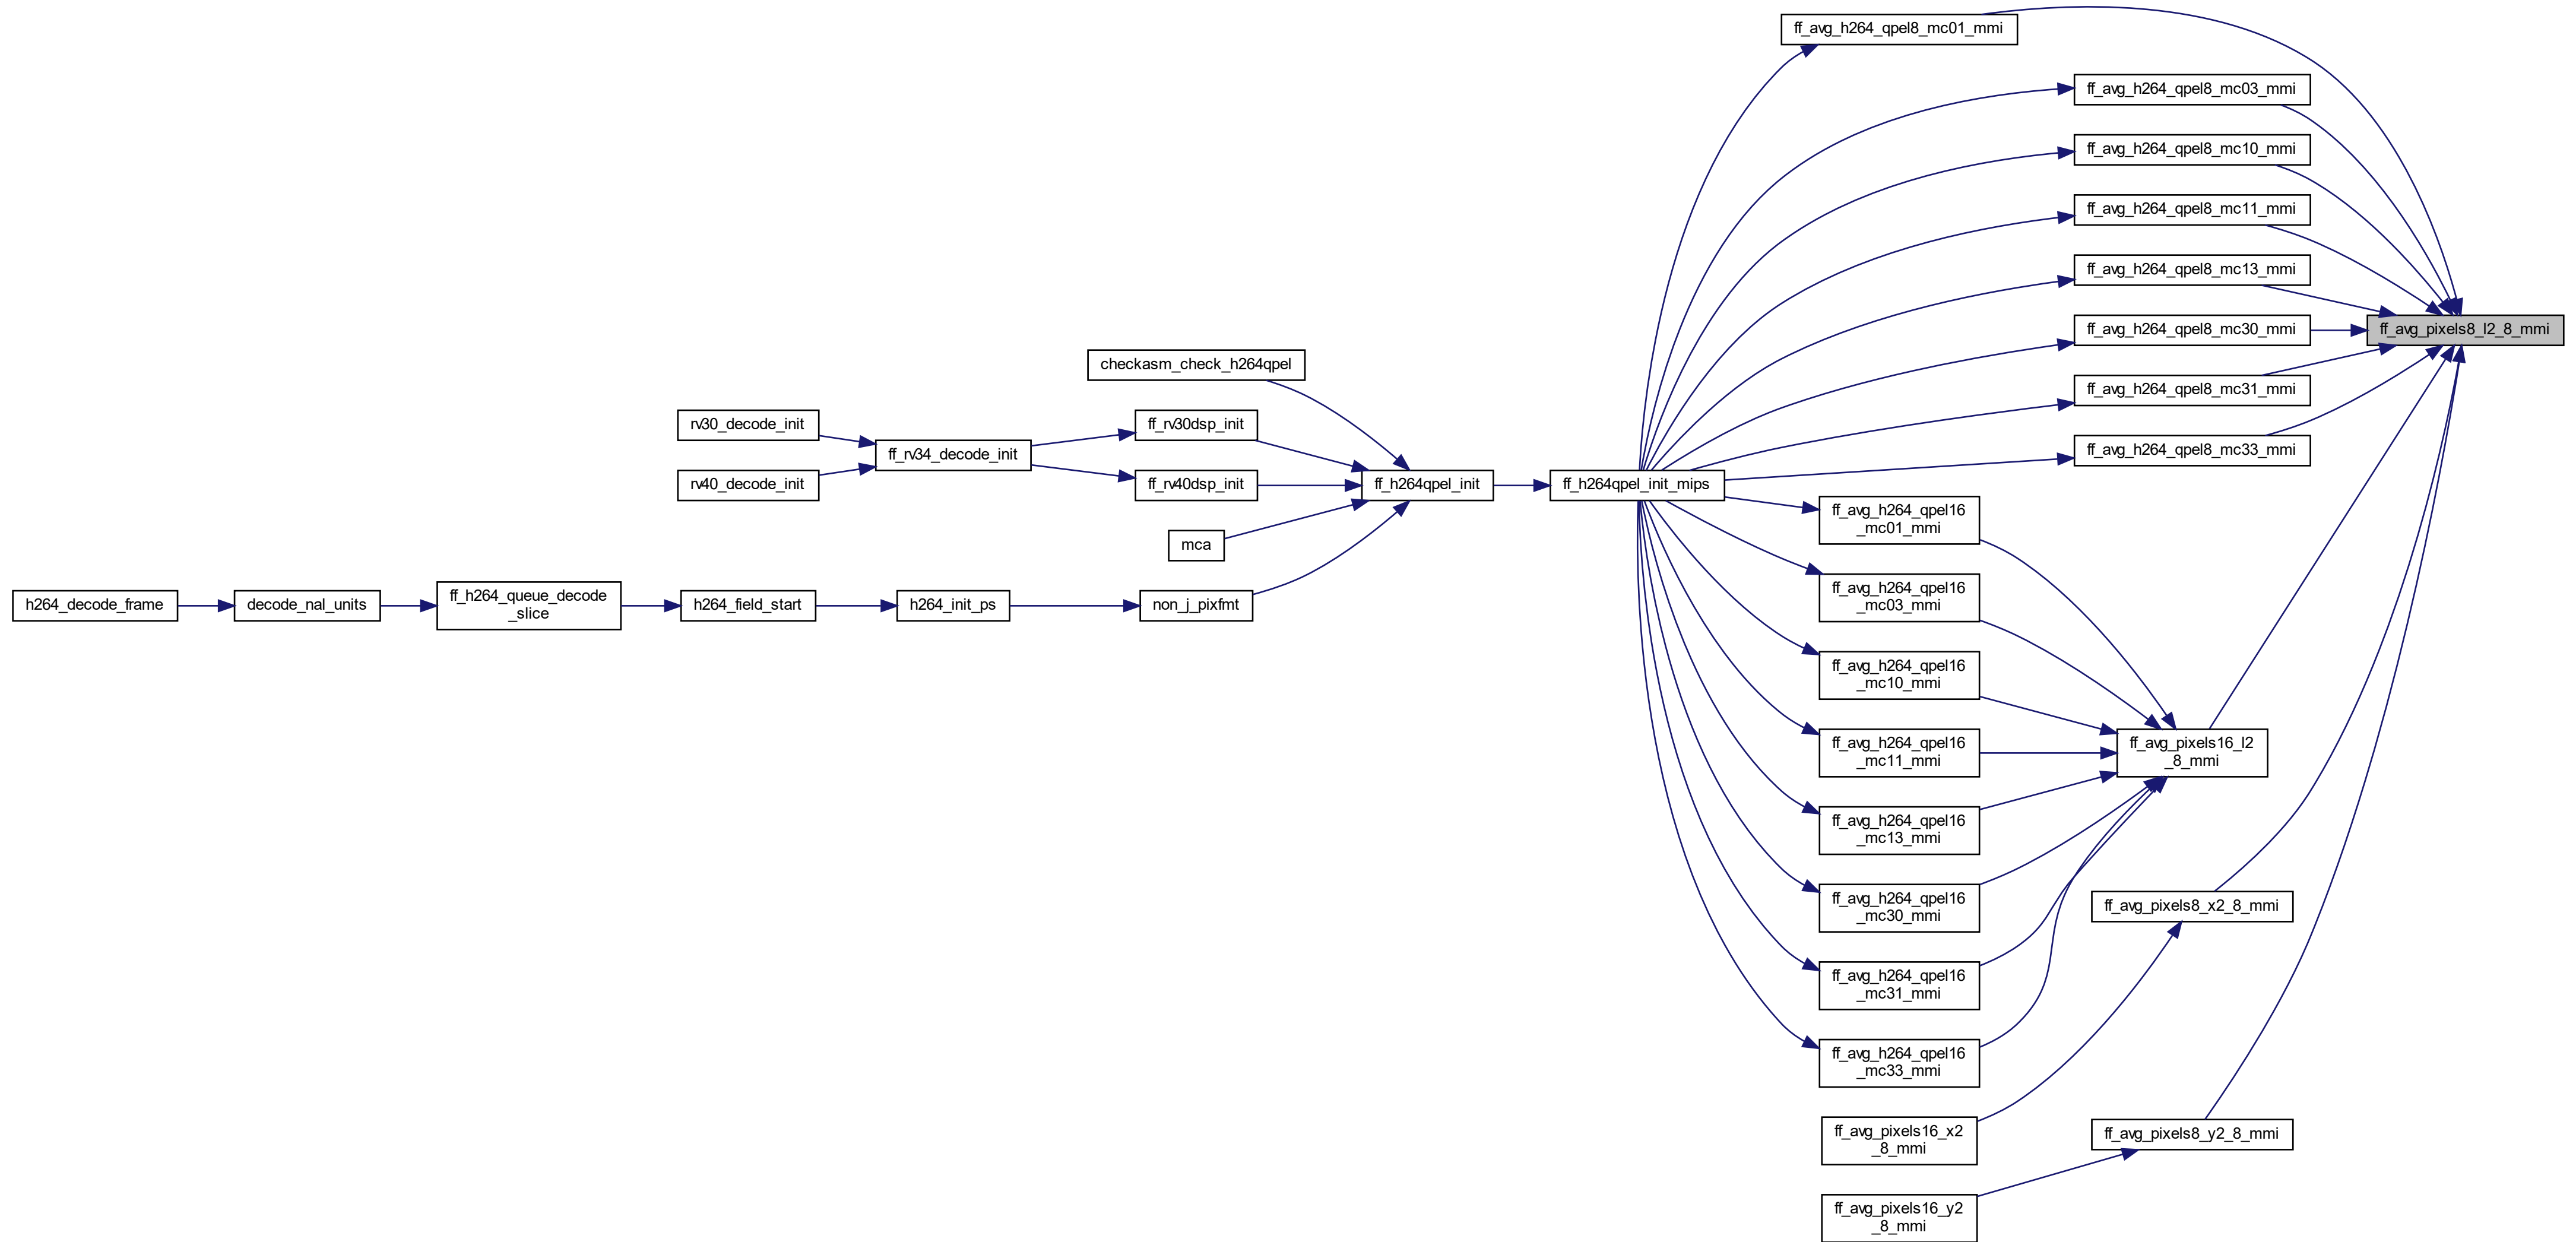 ff_avg_h264_qpel8_mc01_mmi
ff_avg_h264_qpel8_mc03_mmi
ff_avg_h264_qpel8_mc10_mmi
ff_avg_h264_qpel8_mc11_mmi
ff_avg_h264_qpel8_mc13_mmi
ff_avg_h264_qpel8_mc30_mmi
ff_avg_pixels8_l2_8_mmi
ff_avg_h264_qpel8_mc31_mmi
ff_avg_h264_qpel8_mc33_mmi
checkasm_check_h264qpel
rv30_decode_init
ff_rv30dsp_init
ff_rv34_decode_init
rv40_decode_init
ff_rv40dsp_init
ff_h264qpel_init
ff_h264qpel_init_mips
mca
h264_decode_frame
decode_nal_units
ff_h264_queue_decode
_slice
h264_field_start
h264_init_ps
non_j_pixfmt
ff_avg_h264_qpel16
_mc01_mmi
ff_avg_h264_qpel16
_mc03_mmi
ff_avg_h264_qpel16
_mc10_mmi
ff_avg_h264_qpel16
_mc11_mmi
ff_avg_pixels16_l2
_8_mmi
ff_avg_h264_qpel16
_mc13_mmi
ff_avg_h264_qpel16
_mc30_mmi
ff_avg_pixels8_x2_8_mmi
ff_avg_h264_qpel16
_mc31_mmi
ff_avg_h264_qpel16
_mc33_mmi
ff_avg_pixels16_x2
_8_mmi
ff_avg_pixels8_y2_8_mmi
ff_avg_pixels16_y2
_8_mmi